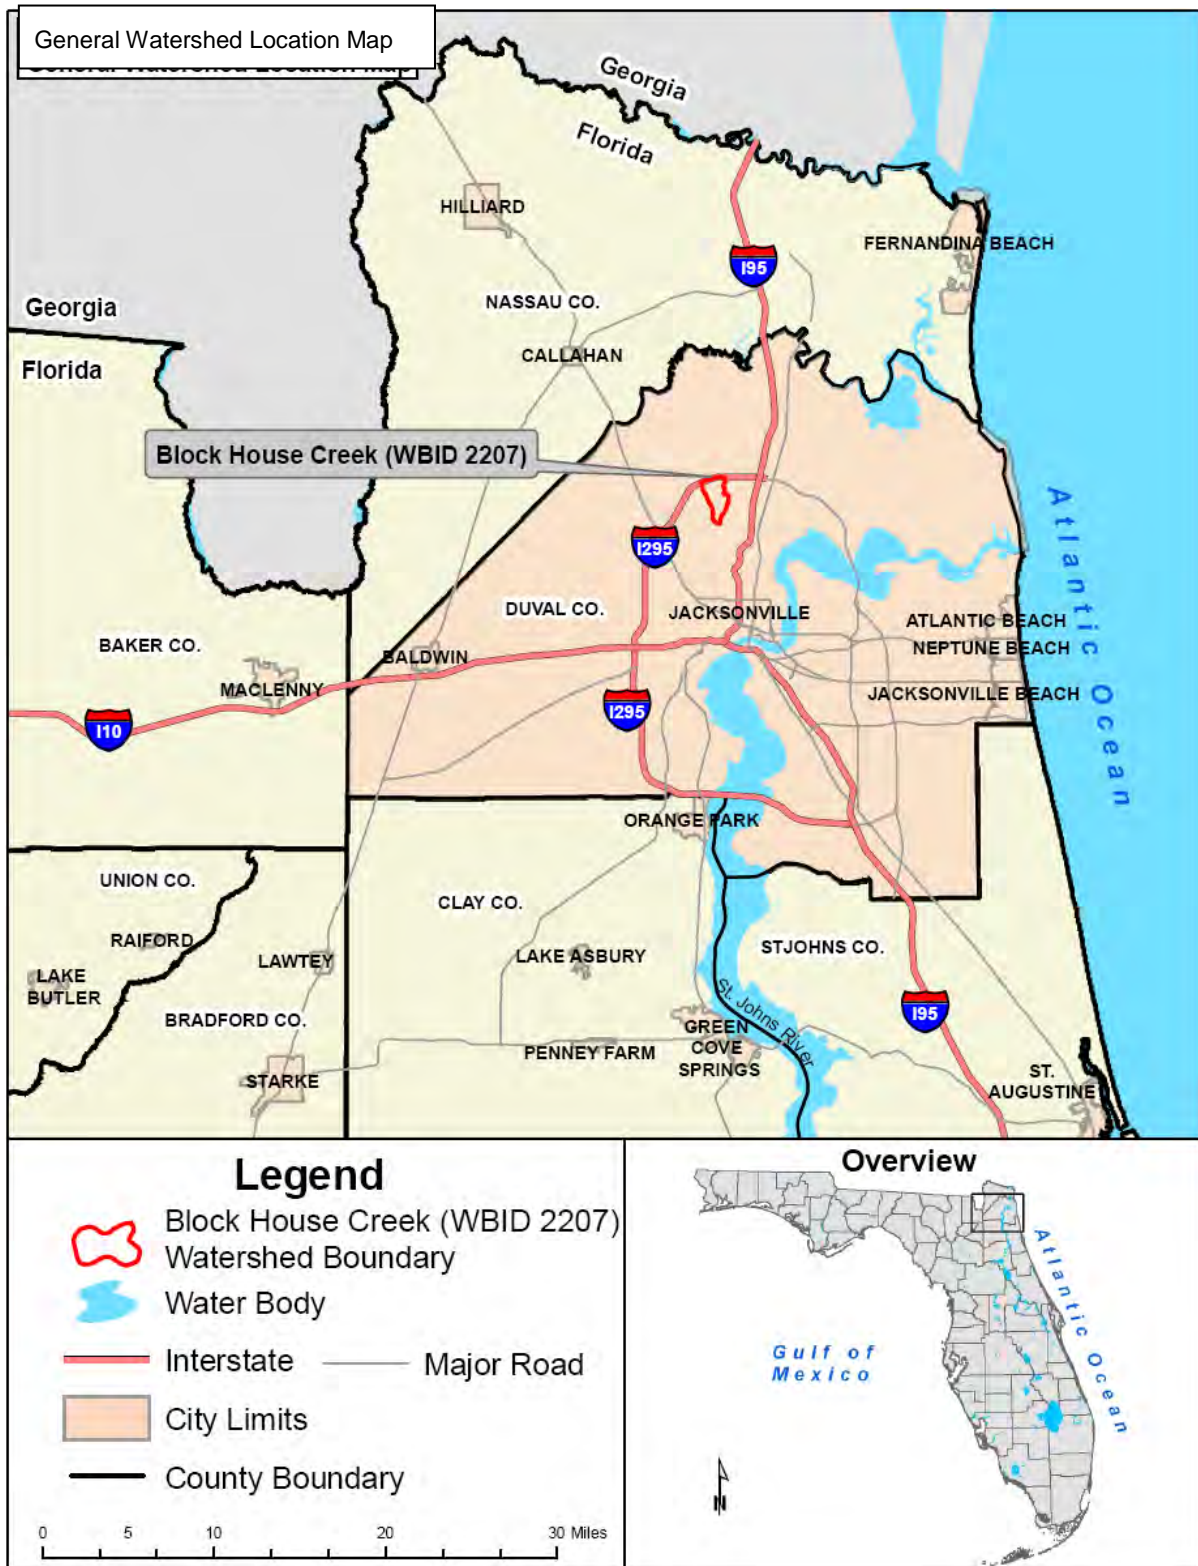 General Watershed Location Map
General Watershed Location Map
Georgia
Florida
HILLIARD
I95
FERNANDINA BEACH
NASSAU CO.
Georgia
CALLAHAN
Florida
Block House Creek (WBID 2207)
Atlantic Ocean
I295
DUVAL CO.
JACKSONVILLE
ATLANTIC BEACH
BAKER CO.
NEPTUNE BEACH
BALDWIN
MACLENNY
JACKSONVILLE BEACH
I295
I10
ORANGE PARK
UNION CO.
CLAY CO.
RAIFORD
LAWTEY
LAKE ASBURY
STJOHNS CO.
LAKE
BUTLER
BRADFORD CO.
St. Johns River
I95
GREEN
COVE
SPRINGS
PENNEY FARM
STARKE
ST.
AUGUSTINE
Legend
Block House Creek (WBID 2207)
Watershed Boundary
Water Body
Interstate
Major Road
City Limits
County Boundary
0 5 10 20 30 Miles
Overview
Atlantic Ocean
Gulf of
Mexico
N